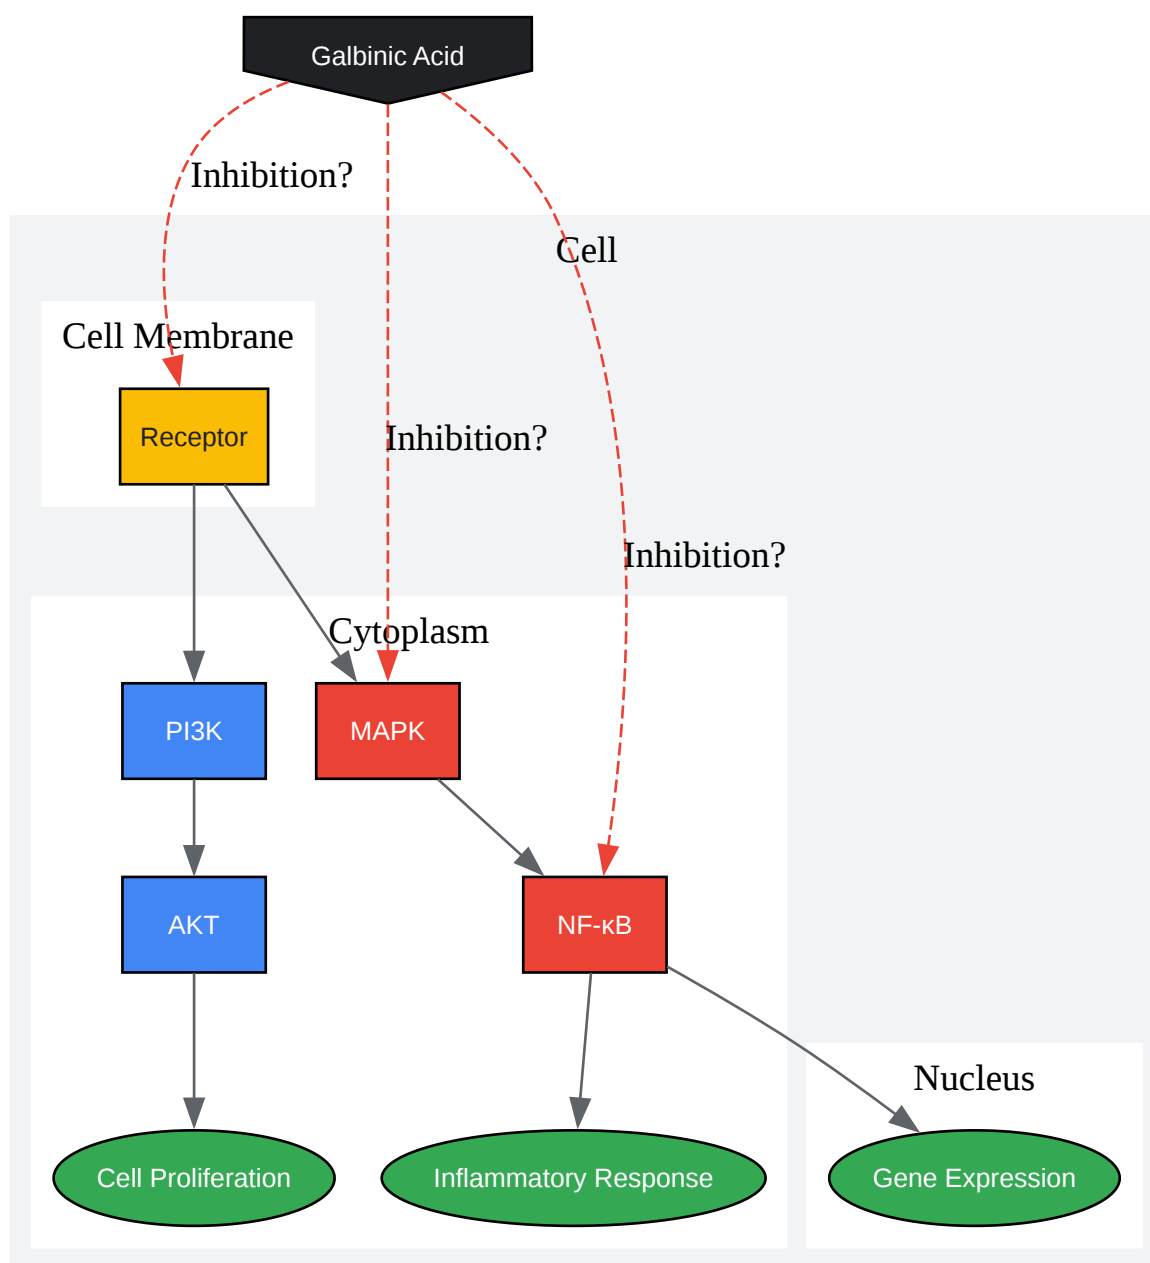 Galbinic Acid
Inhibition?
Cell
Cell Membrane
Receptor
Inhibition?
Inhibition?
Cytoplasm
PI3K
MAPK
AKT
NF-κB
Nucleus
Cell Proliferation
Inflammatory Response
Gene Expression